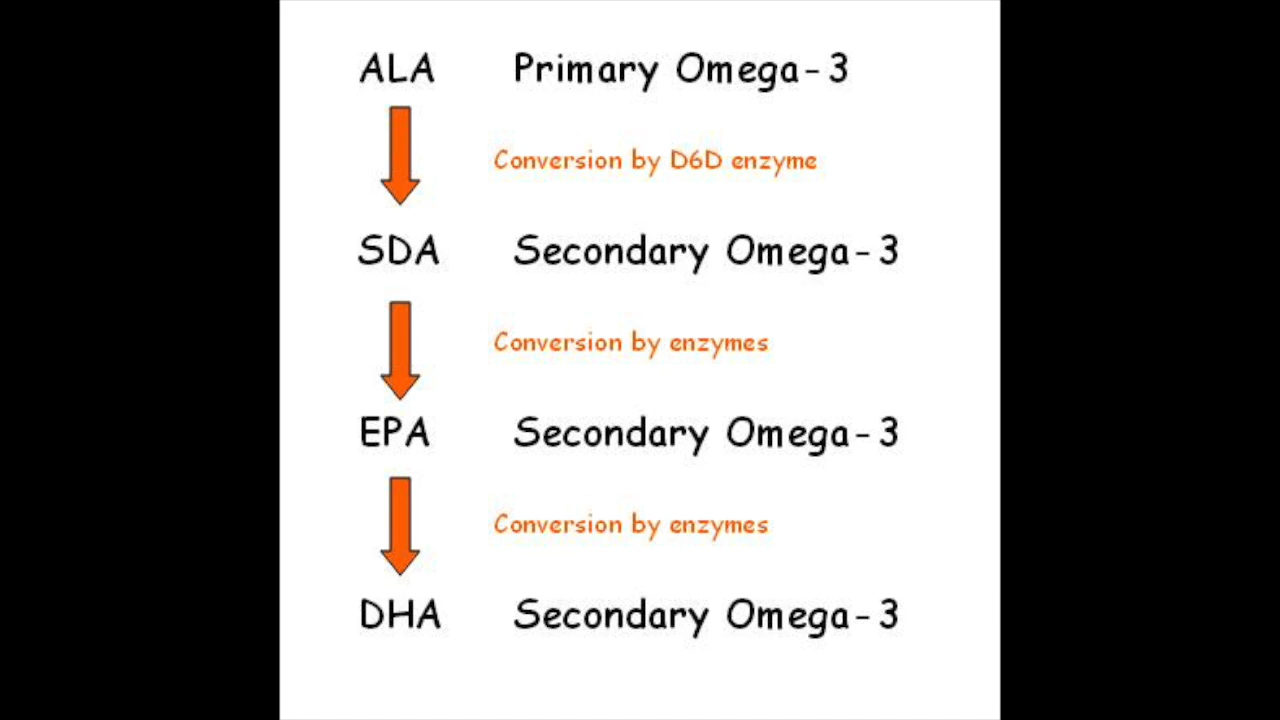 ALA Primary Omega-3
Conversion by D6D enzyme
SDA Secondary Omega-3
Conversion by enzymes
EPA Secondary Omega-3
Conversion by enzymes
DHA Secondary Omega-3